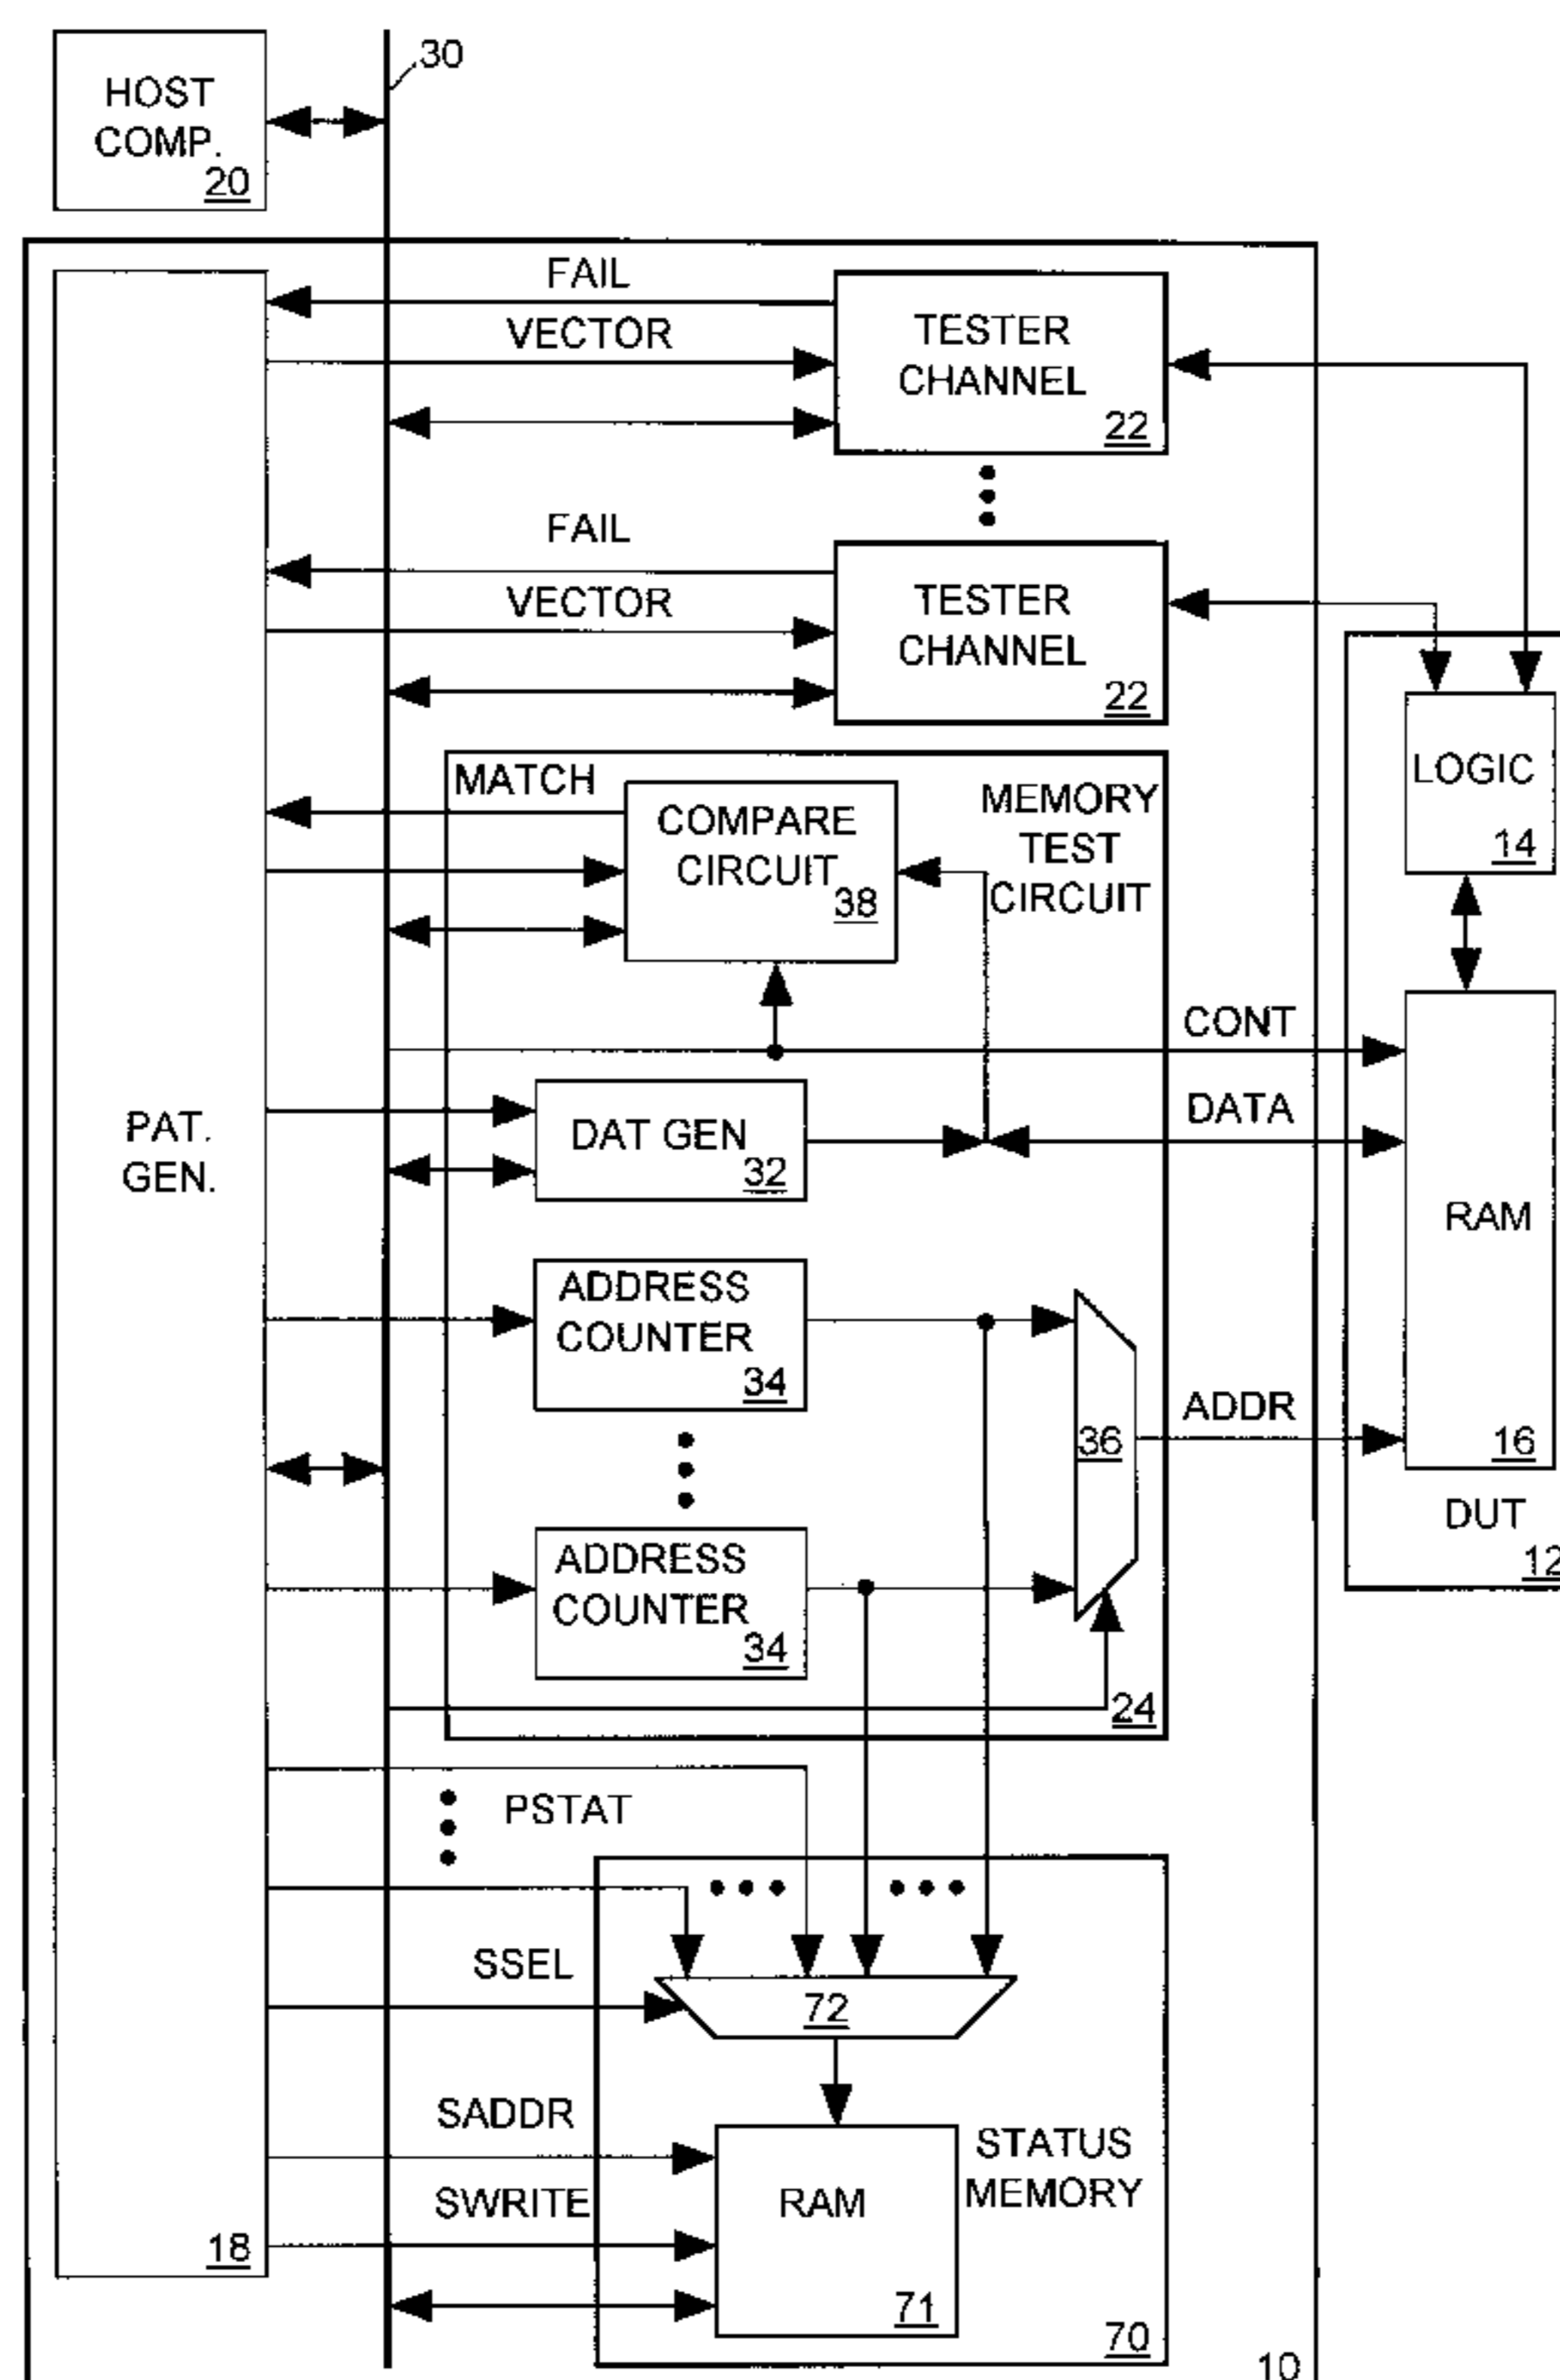 30
HOST
COMP.
20
FAIL
VECTOR
TESTER
CHANNEL
22
FAIL
VECTOR
TESTER
CHANNEL
22
MATCH
COMPARE
CIRCUIT
38
MEMORY
TEST
CIRCUIT
LOGIC
14
CONT
DATA
DAT GEN
32
PAT.
GEN.
RAM
16
DUT
12
ADDRESS
COUNTER
34
36
ADDR
ADDRESS
COUNTER
34
24
PSTAT
SSEL
72
SADDR
SWRITE
RAM
71
STATUS
MEMORY
70
18
10